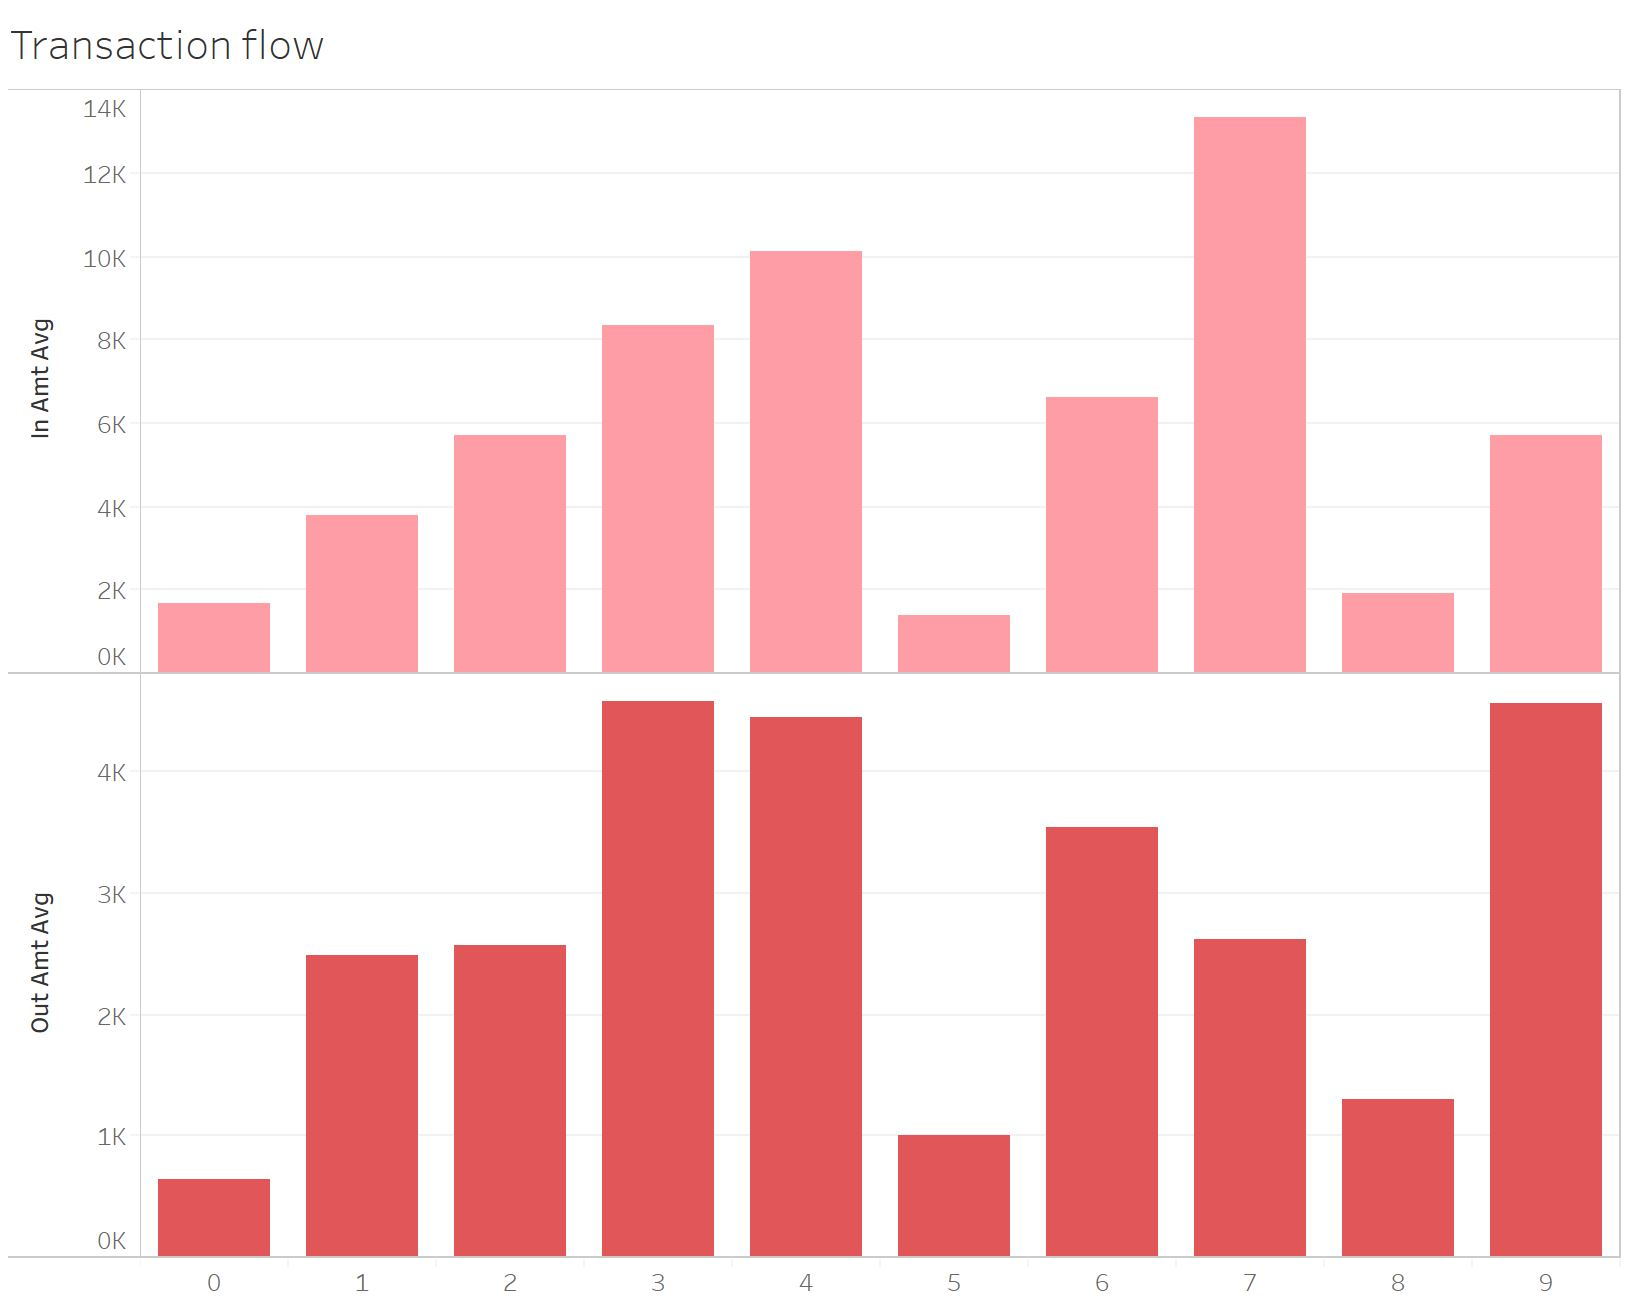 Transaction flow
14K
12K
10K
8K
6K
4K
2K
0K
In Amt Avg
4K
3K
2K
1K
0K
Out Amt Avg
0 1 2 3 4 5 6 7 8 9